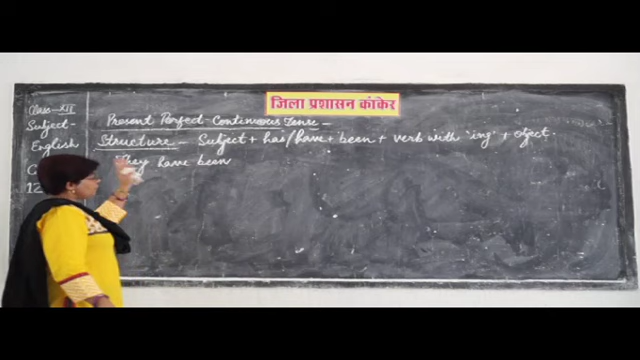 जिला प्रशासन कांकेर
Class-XII
Subject-
English
Present Perfect Continuous Tense -
Structure - Subject + has/have + been + verb with 'ing' + object.
They have been